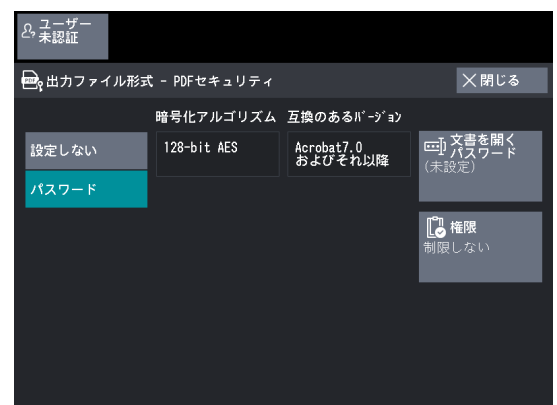 ユーザー
未認証
出力ファイル形式 - PDFセキュリティ
閉じる
暗号化アルゴリズム 互換のあるバージョン
設定しない
128-bit AES
Acrobat7.0
およびそれ以降
文書を開く
パスワード
(未設定)
パスワード
権限
制限しない